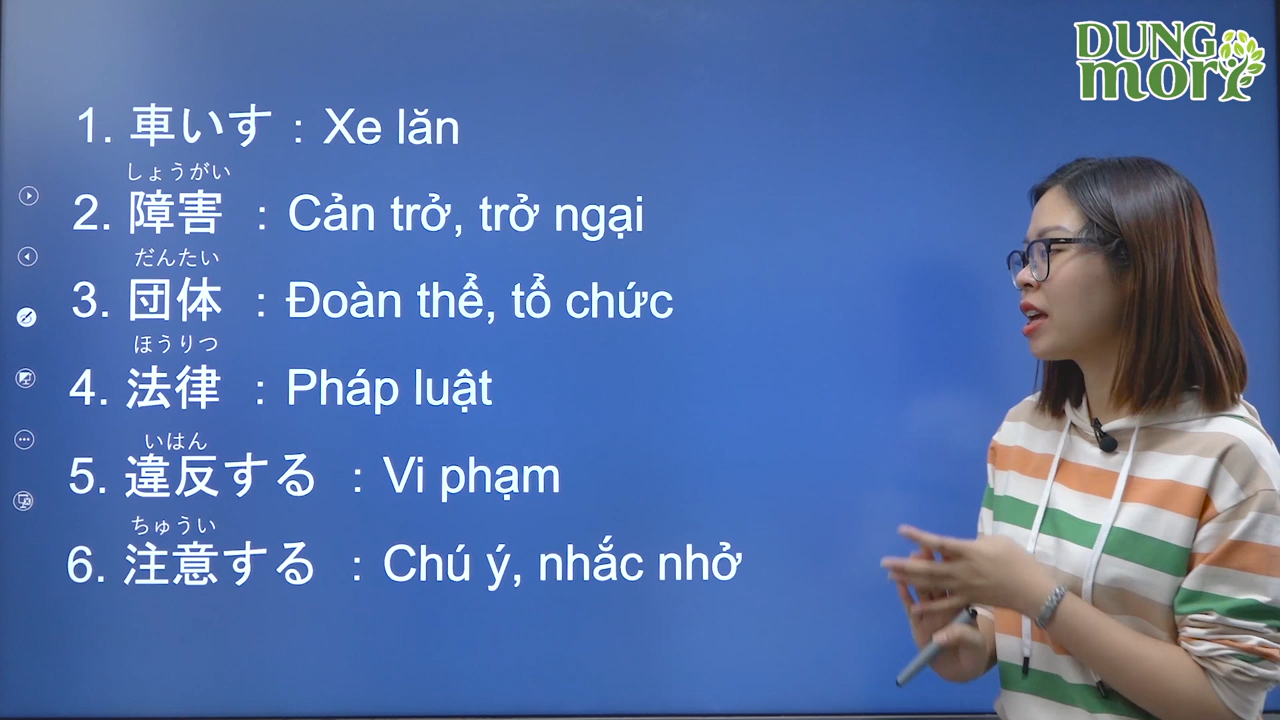 DUNG
mori
1. 車いす : Xe lăn
しょうがい
2. 障害 : Cản trở, trở ngại
だんたい
3. 団体 : Đoàn thể, tổ chức
ほうりつ
4. 法律 : Pháp luật
いはん
5. 違反する : Vi phạm
ちゅうい
6. 注意する : Chú ý, nhắc nhở